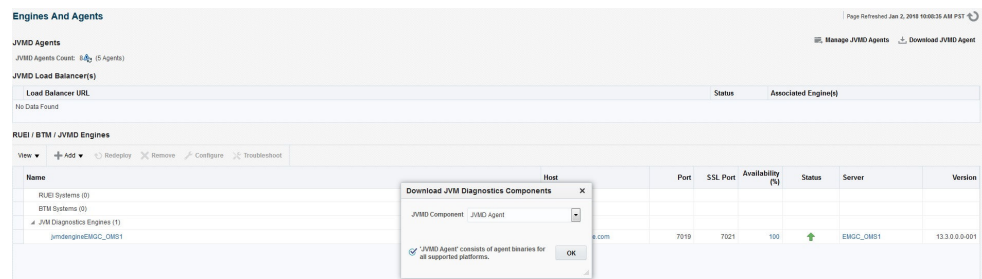 Engines And Agents
Page Refreshed Jan 2, 2018 10:08:35 AM PST
JVMD Agents
Manage JVMD Agents Download JVMD Agent
JVMD Agents Count: 8 (5 Agents)
JVMD Load Balancer(s)
Load Balancer URL Status Associated Engine(s)
No Data Found
RUEI / BTM / JVMD Engines
View Add Redeploy Remove Configure Troubleshoot
Name Host Port SSL Port Availability (%) Status Server Version
RUEI Systems (0)
BTM Systems (0)
JVM Diagnostics Engines (1)
jvmdengineEMGC_OMS1 e.com 7019 7021 100 EMGC_OMS1 13.3.0.0.0-001
Download JVM Diagnostics Components
JVMD Component JVMD Agent
'JVMD Agent' consists of agent binaries for
all supported platforms.
OK